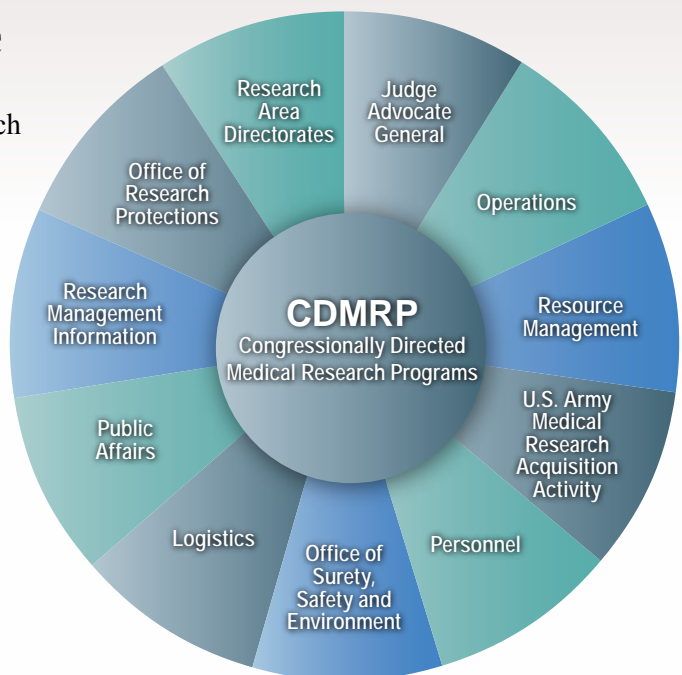 ch
Research
Area
Directorates
Judge
Advocate
General
Operations
Resource
Management
U.S. Army
Medical
Research
Acquisition
Activity
Personnel
Office of
Surety,
Safety and
Environment
Logistics
Public
Affairs
Research
Management
Information
Office of
Research
Protections
CDMRP
Congressionally Directed
Medical Research Programs